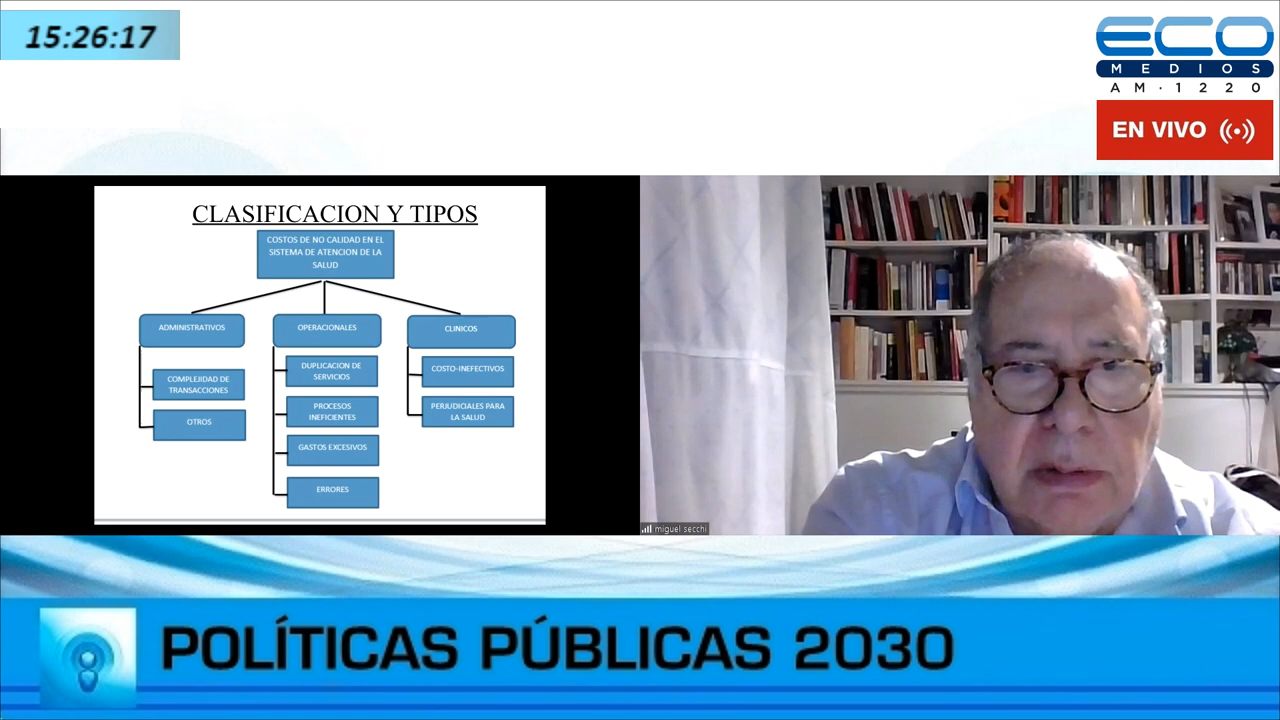 15:26:17
ECO
MEDIOS
AM·1220
EN VIVO
CLASIFICACION Y TIPOS
COSTOS DE NO CALIDAD EN EL
SISTEMA DE ATENCION DE LA
SALUD
ADMINISTRATIVOS
COMPLEJIDAD DE
TRANSACCIONES
OTROS
OPERACIONALES
DUPLICACION DE
SERVICIOS
PROCESOS
INEFICIENTES
GASTOS EXCESIVOS
ERRORES
CLINICOS
COSTO-INEFECTIVOS
PERJUDICIALES PARA
LA SALUD
miguel secchi
POLÍTICAS PÚBLICAS 2030